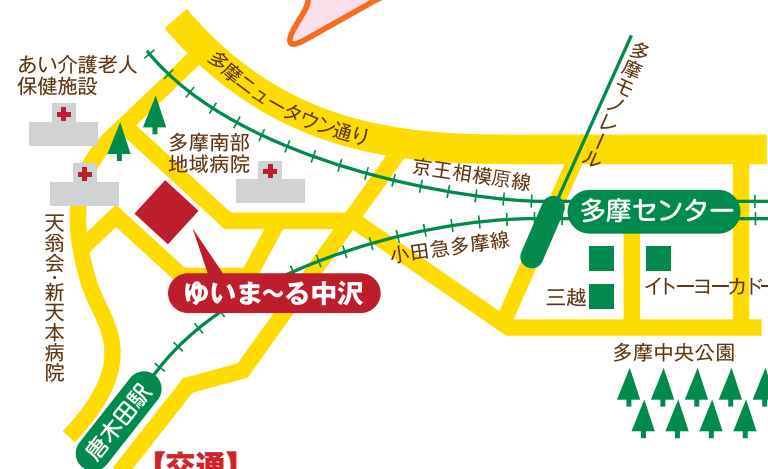 あい介護老人
保健施設
多摩ニュータウン通り
多摩モノレール
多摩南部
地域病院
京王相模原線
多摩センター
天翁会・新天本病院
小田急多摩線
三越
イトーヨーカドー
ゆいま~る中沢
多摩中央公園
唐木田駅
【交通】